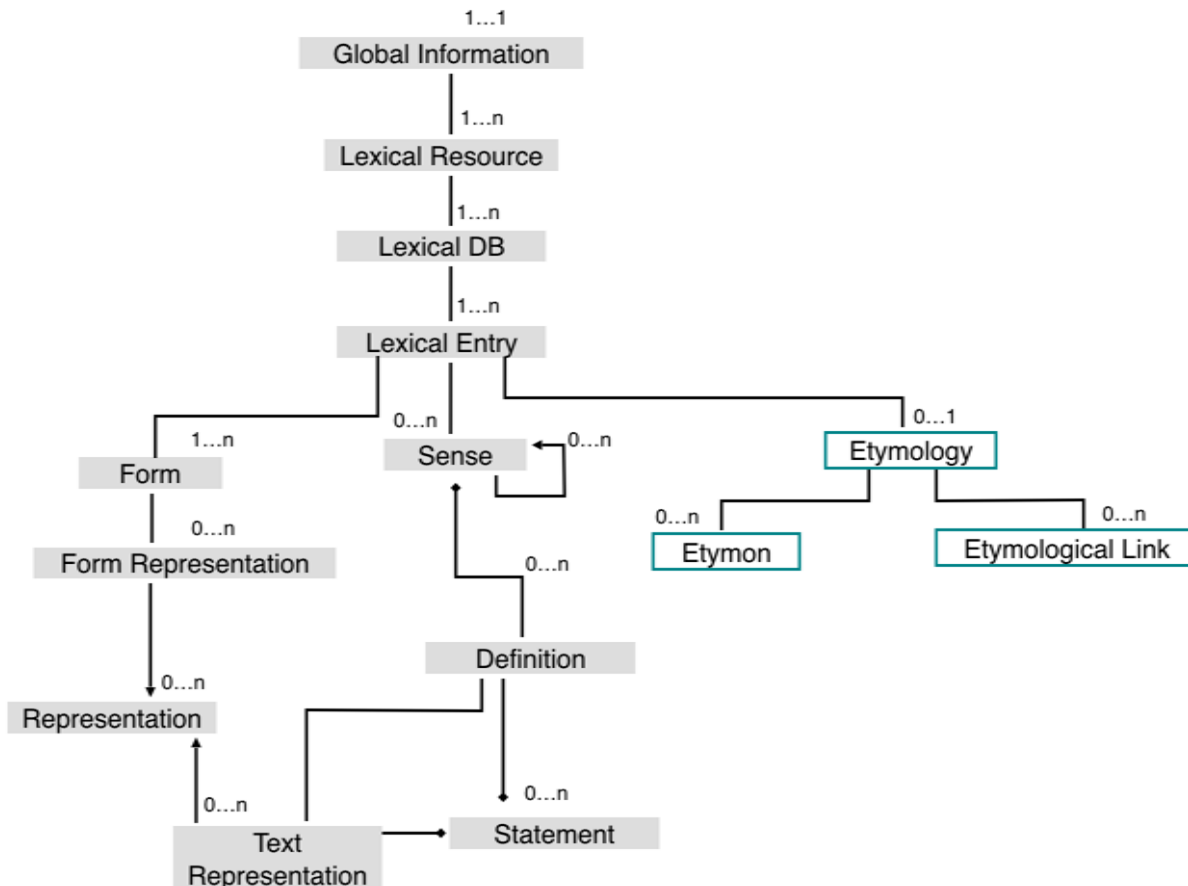 1...1
Global Information
1...n
Lexical Resource
1...n
Lexical DB
1...n
Lexical Entry
0...n
0...1
1...n
0...n
Sense
Etymology
Form
0...n
0...n
0...n
Etymon
Etymological Link
Form Representation
0...n
Definition
0...n
Representation
0...n
0...n
Text
Representation
Statement